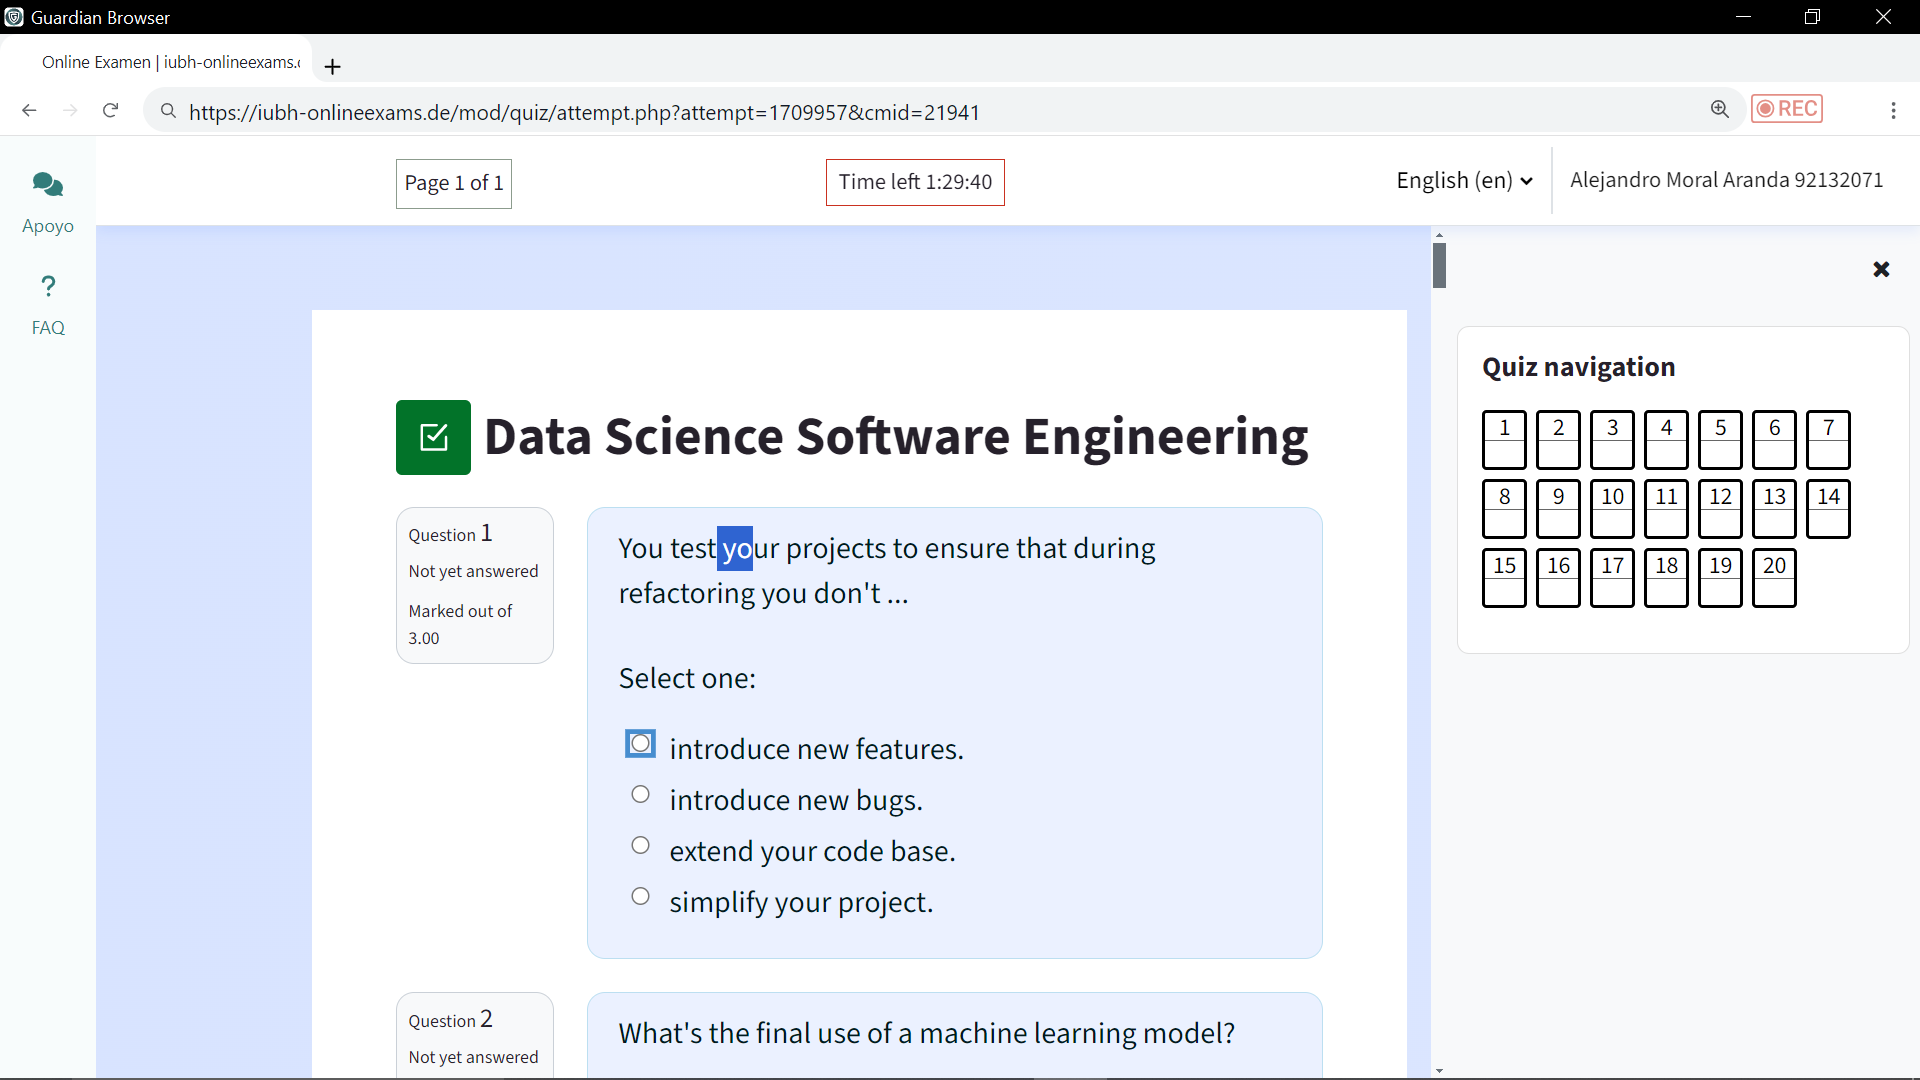 Guardian Browser
Online Examen | iubh-onlineexams.
https://iubh-onlineexams.de/mod/quiz/attempt.php?attempt=1709957&cmid=21941
REC
Page 1 of 1
Time left 1:29:40
English (en)
Alejandro Moral Aranda 92132071
Apoyo
?
FAQ
Data Science Software Engineering
Question 1
Not yet answered
Marked out of
3.00
You test your projects to ensure that during
refactoring you don't ...
Select one:
introduce new features.
introduce new bugs.
extend your code base.
simplify your project.
Question 2
Not yet answered
What's the final use of a machine learning model?
Quiz navigation
1 2 3 4 5 6 7
8 9 10 11 12 13 14
15 16 17 18 19 20